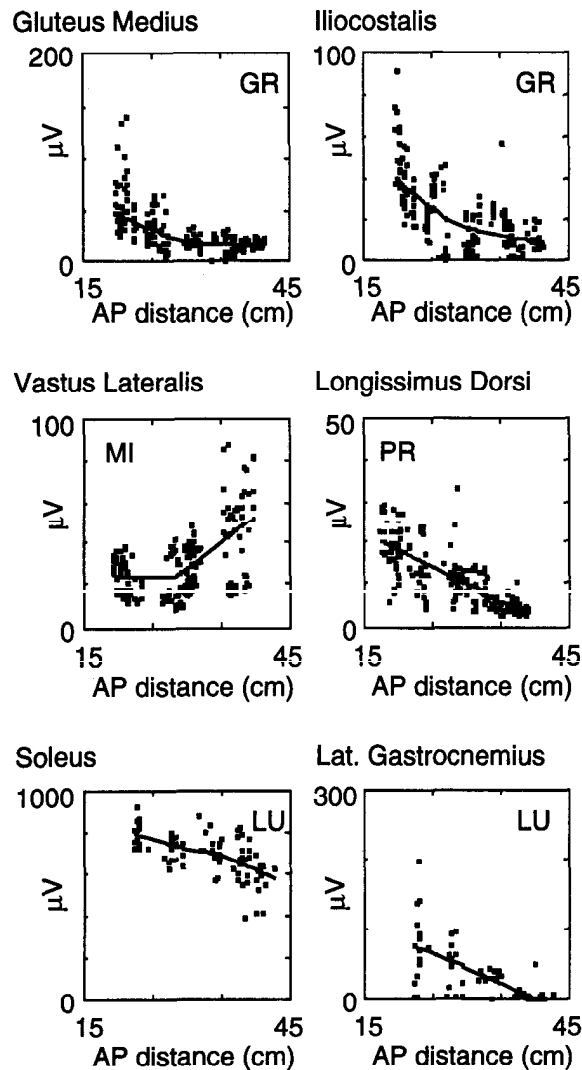 Gluteus Medius
200
GR
µV
0
15 45
AP distance (cm)
Iliocostalis
100
GR
µV
0
15 45
AP distance (cm)
Vastus Lateralis
100
MI
µV
0
15 45
AP distance (cm)
Longissimus Dorsi
50
PR
µV
0
15 45
AP distance (cm)
Soleus
1000
LU
µV
0
15 45
AP distance (cm)
Lat. Gastrocnemius
300
LU
µV
0
15 45
AP distance (cm)